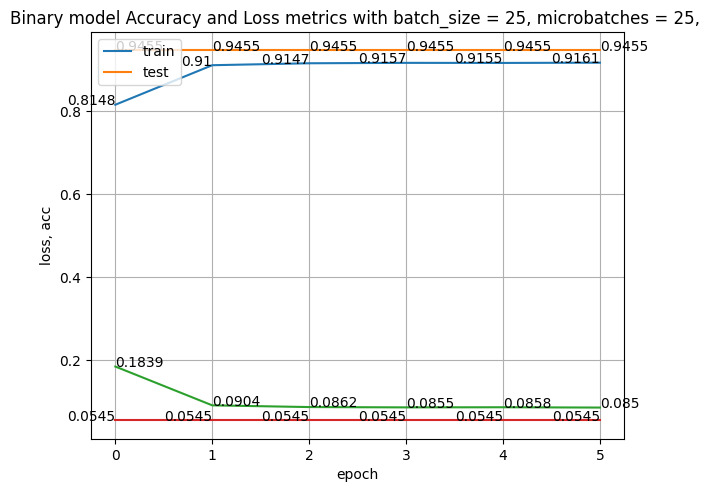 Binary model Accuracy and Loss metrics with batch_size = 25, microbatches = 25,
0.9455 0.9455 0.9455 0.9455 0.9455 0.9455
train
test
0.8148 0.91 0.9147 0.9157 0.9155 0.9161
0.8
0.6
0.4
0.2
loss, acc
0.1839 0.0904 0.0862 0.0855 0.0858 0.085
0.0545 0.0545 0.0545 0.0545 0.0545 0.0545
0 1 2 3 4 5
epoch